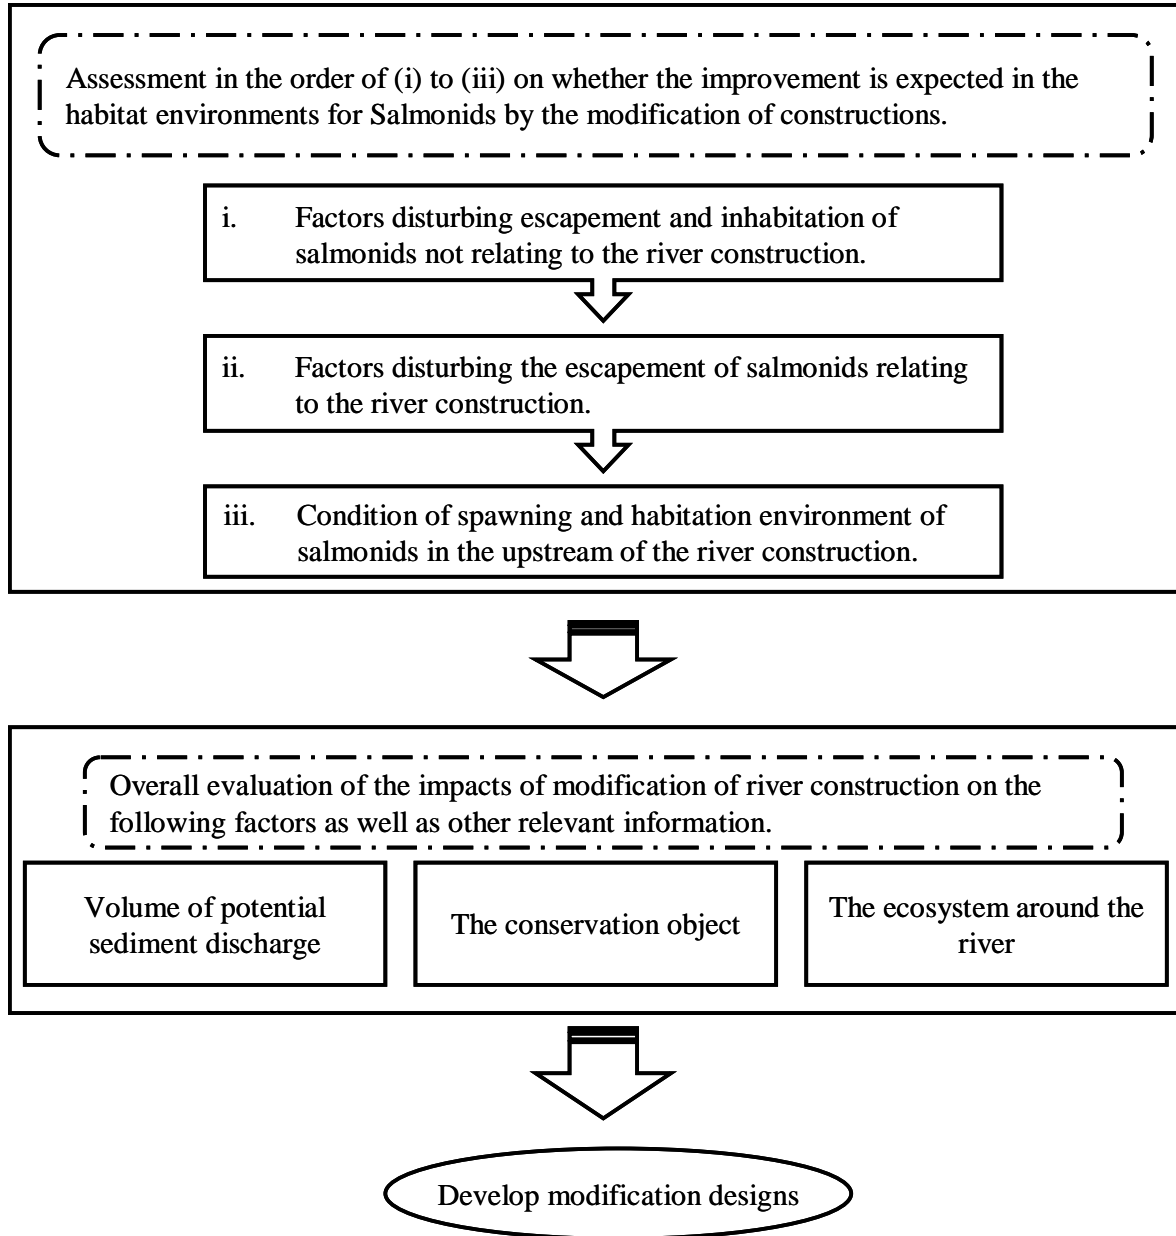 Assessment in the order of (i) to (iii) on whether the improvement is expected in the
habitat environments for Salmonids by the modification of constructions.
i. Factors disturbing escapement and inhabitation of
salmonids not relating to the river construction.
ii. Factors disturbing the escapement of salmonids relating
to the river construction.
iii. Condition of spawning and habitation environment of
salmonids in the upstream of the river construction.
Overall evaluation of the impacts of modification of river construction on the
following factors as well as other relevant information.
Volume of potential
sediment discharge
The conservation object
The ecosystem around the
river
Develop modification designs